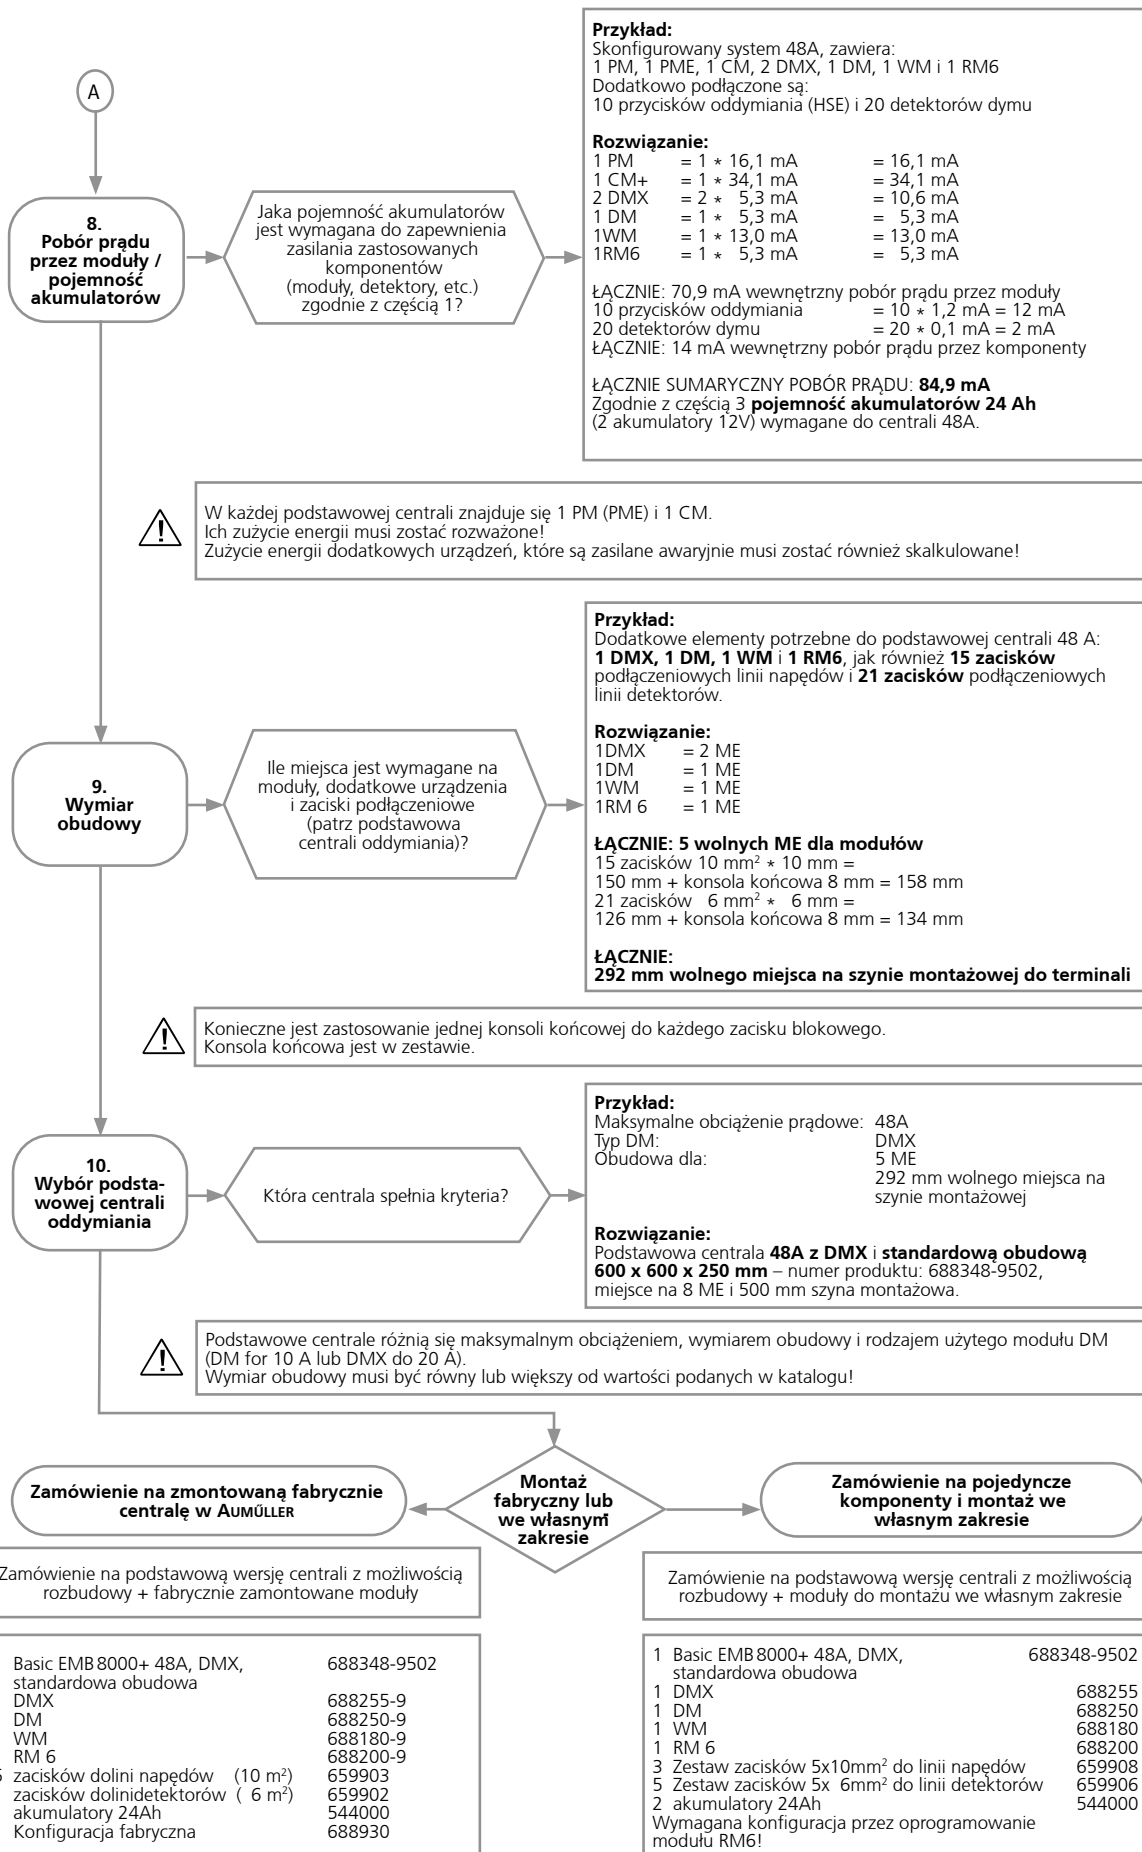 A
Przykład:
Skonfigurowany system 48A, zawiera:
1 PM, 1 PME, 1 CM, 2 DMX, 1 DM, 1 WM i 1 RM6
Dodatkowo podłączone są:
10 przycisków oddymiania (HSE) i 20 detektorów dymu
Rozwiązanie:
1 PM = 1 * 16,1 mA = 16,1 mA
1 CM+ = 1 * 34,1 mA = 34,1 mA
2 DMX = 2 * 5,3 mA = 10,6 mA
1 DM = 1 * 5,3 mA = 5,3 mA
1WM = 1 * 13,0 mA = 13,0 mA
1RM6 = 1 * 5,3 mA = 5,3 mA
ŁĄCZNIE: 70,9 mA wewnętrzny pobór prądu przez moduły
10 przycisków oddymiania = 10 * 1,2 mA = 12 mA
20 detektorów dymu = 20 * 0,1 mA = 2 mA
ŁĄCZNIE: 14 mA wewnętrzny pobór prądu przez komponenty
ŁĄCZNIE SUMARYCZNY POBÓR PRĄDU: 84,9 mA
Zgodnie z częścią 3 pojemność akumulatorów 24 Ah
(2 akumulatory 12V) wymagane do centrali 48A.
8.
Pobór prądu
przez moduły /
pojemność
akumulatorów
Jaka pojemność akumulatorów
jest wymagana do zapewnienia
zasilania zastosowanych
komponentów
(moduły, detektory, etc.)
zgodnie z częścią 1?
W każdej podstawowej centrali znajduje się 1 PM (PME) i 1 CM.
Ich zużycie energii musi zostać rozważone!
Zużycie energii dodatkowych urządzeń, które są zasilane awaryjnie musi zostać również skalkulowane!
9.
Wymiar
obudowy
Ile miejsca jest wymagane na
moduły, dodatkowe urządzenia
i zaciski podłączeniowe
(patrz podstawowa
centrali oddymiania)?
Przykład:
Dodatkowe elementy potrzebne do podstawowej centrali 48 A:
1 DMX, 1 DM, 1 WM i 1 RM6, jak również 15 zacisków
podłączeniowych linii napędów i 21 zacisków podłączeniowych
linii detektorów.
Rozwiązanie:
1DMX = 2 ME
1DM = 1 ME
1WM = 1 ME
1RM 6 = 1 ME
ŁĄCZNIE: 5 wolnych ME dla modułów
15 zacisków 10 mm² * 10 mm =
150 mm + konsola końcowa 8 mm = 158 mm
21 zacisków 6 mm² * 6 mm =
126 mm + konsola końcowa 8 mm = 134 mm
ŁĄCZNIE:
292 mm wolnego miejsca na szynie montażowej do terminali
Konieczne jest zastosowanie jednej konsoli końcowej do każdego zacisku blokowego.
Konsola końcowa jest w zestawie.
10.
Wybór podsta-
wowej centrali
oddymiania
Która centrala spełnia kryteria?
Przykład:
Maksymalne obciążenie prądowe: 48A
Typ DM: DMX
Obudowa dla: 5 ME
292 mm wolnego miejsca na
szynie montażowej
Rozwiązanie:
Podstawowa centrala 48A z DMX i standardową obudową
600 x 600 x 250 mm – numer produktu: 688348-9502,
miejsce na 8 ME i 500 mm szyna montażowa.
Podstawowe centrale różnią się maksymalnym obciążeniem, wymiarem obudowy i rodzajem użytego modułu DM
(DM for 10 A lub DMX do 20 A).
Wymiar obudowy musi być równy lub większy od wartości podanych w katalogu!
Zamówienie na zmontowaną fabrycznie
centralę w AUMŰLLER
Montaż
fabryczny lub
we własnym
zakresie
Zamówienie na pojedyncze
komponenty i montaż we
własnym zakresie
Zamówienie na podstawową wersję centrali z możliwością
rozbudowy + fabrycznie zamontowane moduły
Basic EMB 8000+ 48A, DMX, 688348-9502
standardowa obudowa
DMX 688255-9
DM 688250-9
WM 688180-9
RM 6 688200-9
5 zacisków dolini napędów (10 m²) 659903
zacisków dolinidetektorów ( 6 m²) 659902
akumulatory 24Ah 544000
Konfiguracja fabryczna 688930
Zamówienie na podstawową wersję centrali z możliwością
rozbudowy + moduły do montażu we własnym zakresie
1 Basic EMB 8000+ 48A, DMX, 688348-9502
standardowa obudowa
1 DMX 688255
1 DM 688250
1 WM 688180
1 RM 6 688200
3 Zestaw zacisków 5x10mm² do linii napędów 659908
5 Zestaw zacisków 5x 6mm² do linii detektorów 659906
2 akumulatory 24Ah 544000
Wymagana konfiguracja przez oprogramowanie
modułu RM6!